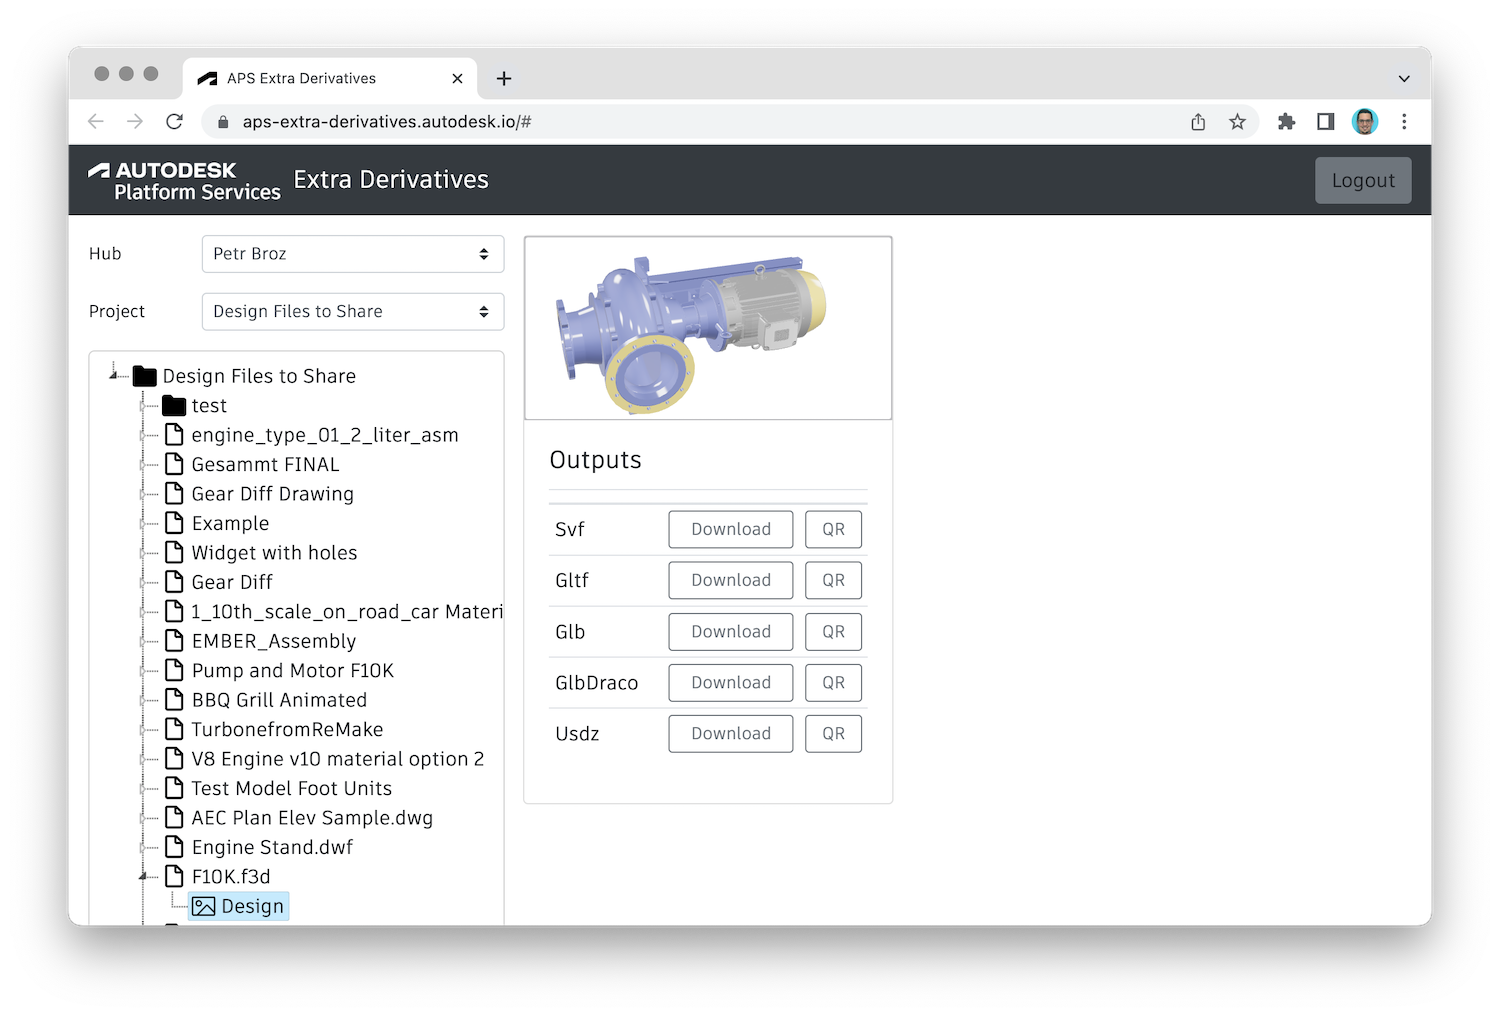 APS Extra Derivatives
aps-extra-derivatives.autodesk.io/#
AUTODESK
Platform Services
Extra Derivatives
Logout
Hub
Petr Broz
Project
Design Files to Share
Design Files to Share
test
engine_type_01_2_liter_asm
Gesammt FINAL
Gear Diff Drawing
Example
Widget with holes
Gear Diff
1_10th_scale_on_road_car Materi
EMBER_Assembly
Pump and Motor F10K
BBQ Grill Animated
TurbonefromReMake
V8 Engine v10 material option 2
Test Model Foot Units
AEC Plan Elev Sample.dwg
Engine Stand.dwf
F10K.f3d
Design
Outputs
Svf Download QR
Gltf Download QR
Glb Download QR
GlbDraco Download QR
Usdz Download QR